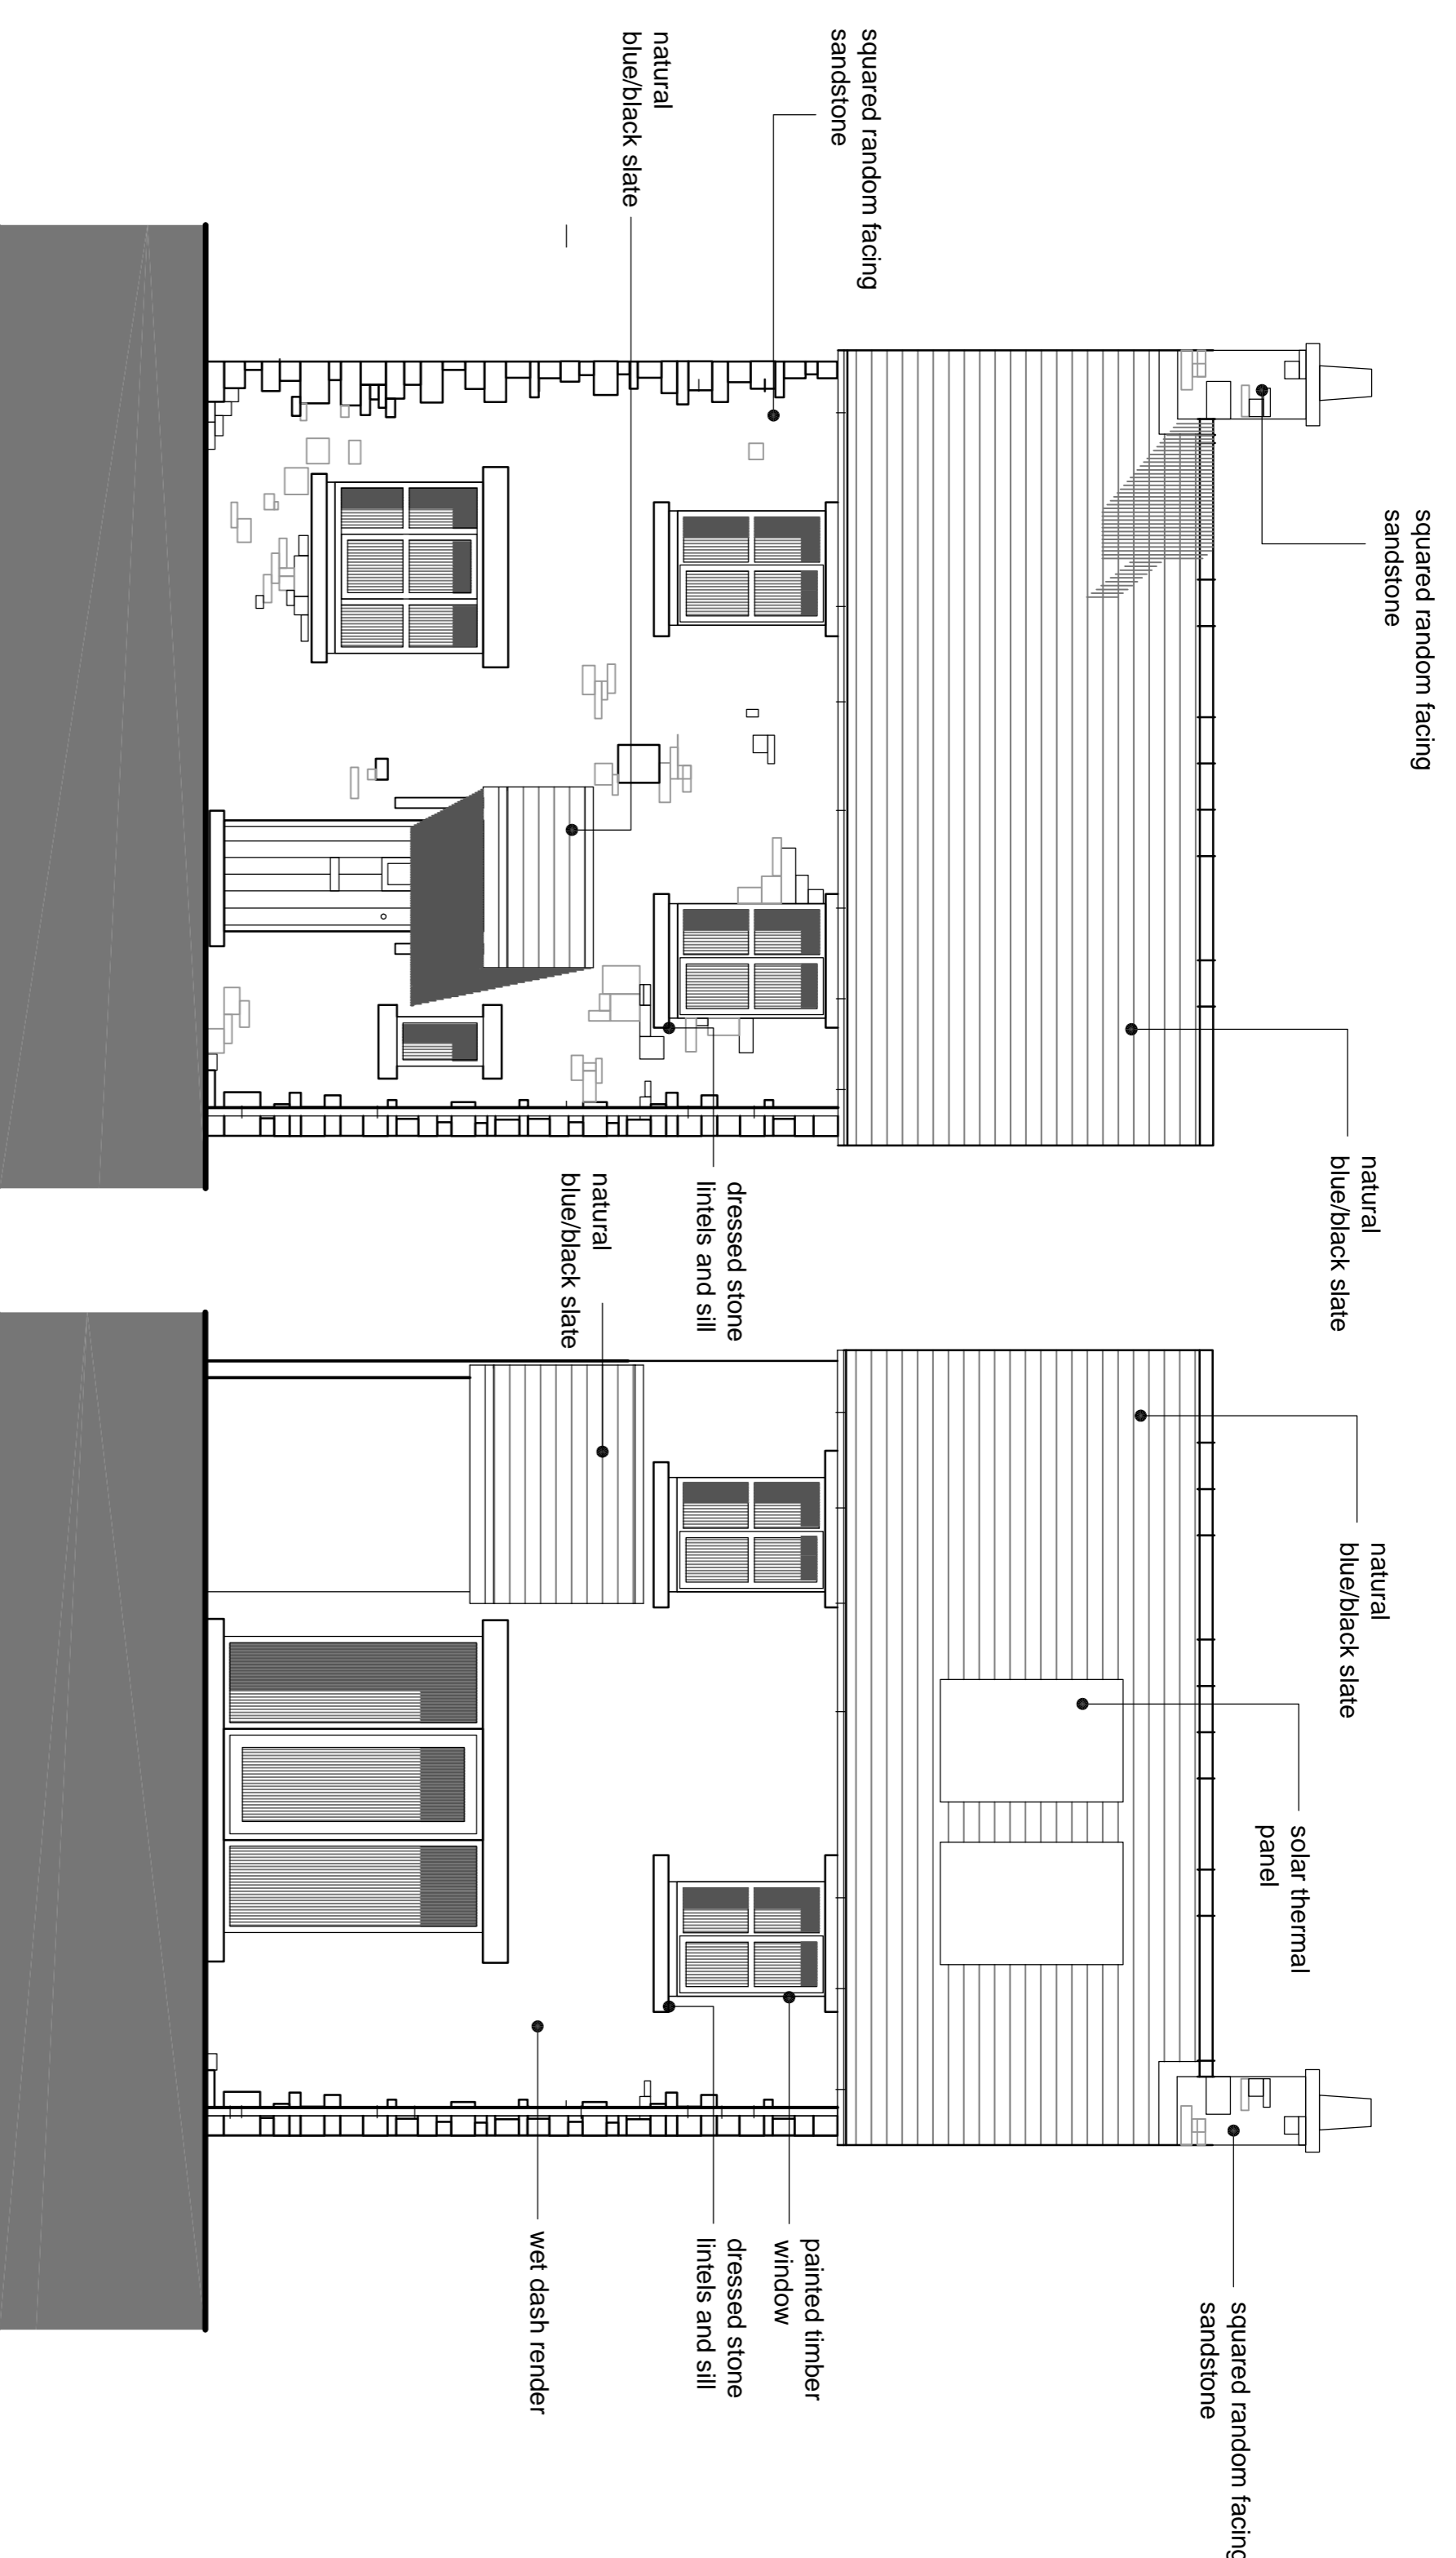 squared random facing
sandstone
natural
blue/black slate
squared random facing
sandstone
natural
blue/black slate
dressed stone
lintels and sill
natural
blue/black slate
natural
blue/black slate
solar thermal
panel
painted timber
window
dressed stone
lintels and sill
wet dash render
squared random facing
sandstone